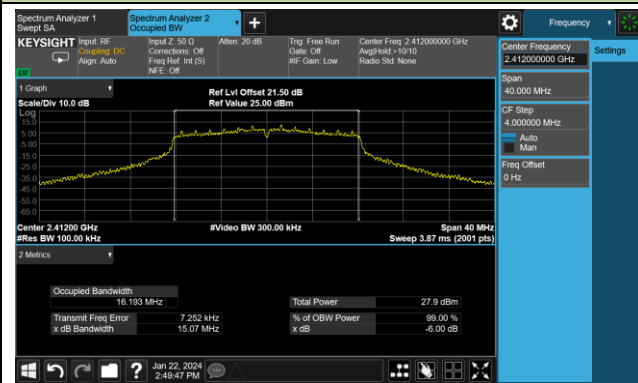 Spectrum Analyzer 1
Swept SA
Spectrum Analyzer 2
Occupied BW
Frequency
KEYSIGHT
Input: RF
Coupling: DC
Align: Auto
Input Z: 50 Ω
Corrections: Off
Freq Ref: Int (S)
NFE: Off
Atten: 20 dB
Trig: Free Run
Gate: Off
#IF Gain: Low
Center Freq: 2.412000000 GHz
Avg|Hold:>10/10
Radio Std: None
Center Frequency
2.412000000 GHz
Settings
Span
40.000 MHz
CF Step
4.000000 MHz
Auto
Man
Freq Offset
0 Hz
1 Graph
Scale/Div 10.0 dB
Ref Lvl Offset 21.50 dB
Ref Value 25.00 dBm
Log
15.0
5.00
-5.00
-15.0
-25.0
-35.0
-45.0
-55.0
-65.0
Center 2.41200 GHz
#Video BW 300.00 kHz
Span 40 MHz
#Res BW 100.00 kHz
Sweep 3.87 ms (2001 pts)
2 Metrics
Occupied Bandwidth
16.193 MHz
Total Power
27.9 dBm
Transmit Freq Error
7.252 kHz
% of OBW Power
99.00 %
x dB Bandwidth
15.07 MHz
x dB
-6.00 dB
Jan 22, 2024
2:49:47 PM